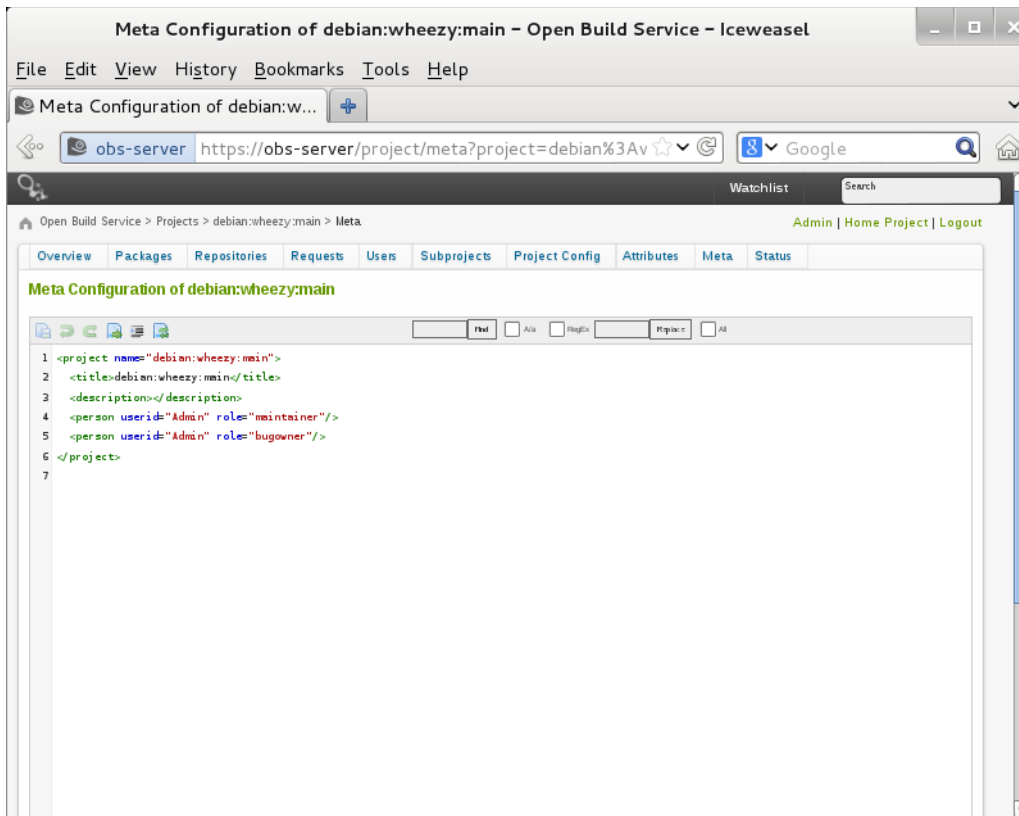 Meta Configuration of debian:wheezy:main - Open Build Service - Iceweasel
File Edit View History Bookmarks Tools Help
Meta Configuration of debian:w...
obs-server https://obs-server/project/meta?project=debian%3Av Google
Watchlist Search
Open Build Service > Projects > debian:wheezy:main > Meta Admin | Home Project | Logout
Overview Packages Repositories Requests Users Subprojects Project Config Attributes Meta Status
Meta Configuration of debian:wheezy:main
Find A/a RegEx Replace All
1 <project name="debian:wheezy:main">
2 <title>debian:wheezy:main</title>
3 <description></description>
4 <person userid="Admin" role="maintainer"/>
5 <person userid="Admin" role="bugowner"/>
6 </project>
7